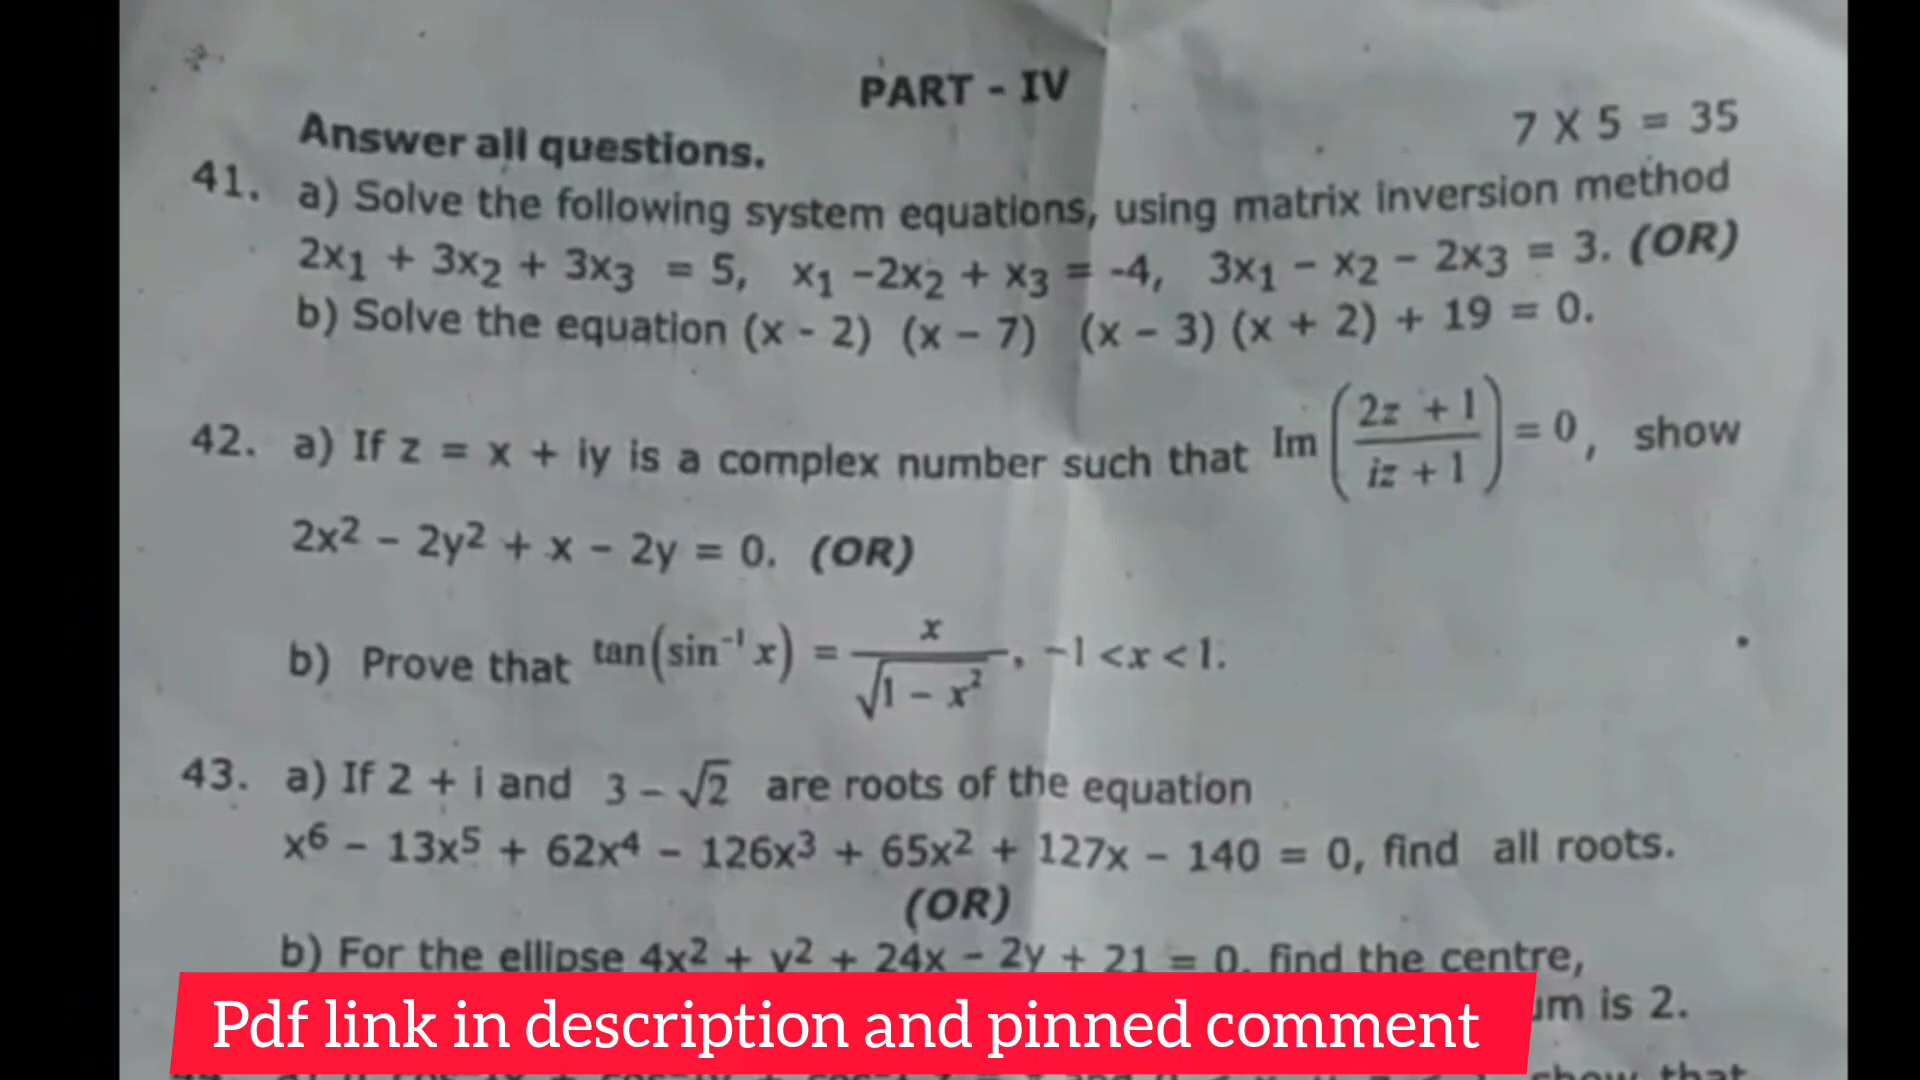 PART - IV
Answer all questions.
7 X 5 = 35
41. a) Solve the following system equations, using matrix inversion method
2x₁ + 3x₂ + 3x₃ = 5, x₁ -2x₂ + x₃ = -4, 3x₁ - x₂ - 2x₃ = 3. (OR)
b) Solve the equation (x - 2) (x - 7) (x - 3) (x + 2) + 19 = 0.
42. a) If z = x + iy is a complex number such that Im ((2z + 1)/(iz + 1)) = 0, show
2x² - 2y² + x - 2y = 0. (OR)
b) Prove that tan(sin⁻¹ x) = x/√(1 - x²), -1 < x < 1.
43. a) If 2 + i and 3 - √2 are roots of the equation
x⁶ - 13x⁵ + 62x⁴ - 126x³ + 65x² + 127x - 140 = 0, find all roots.
(OR)
b) For the ellipse 4x² + y² + 24x - 2y + 21 = 0, find the centre,
is 2.
Pdf link in description and pinned comment
show that